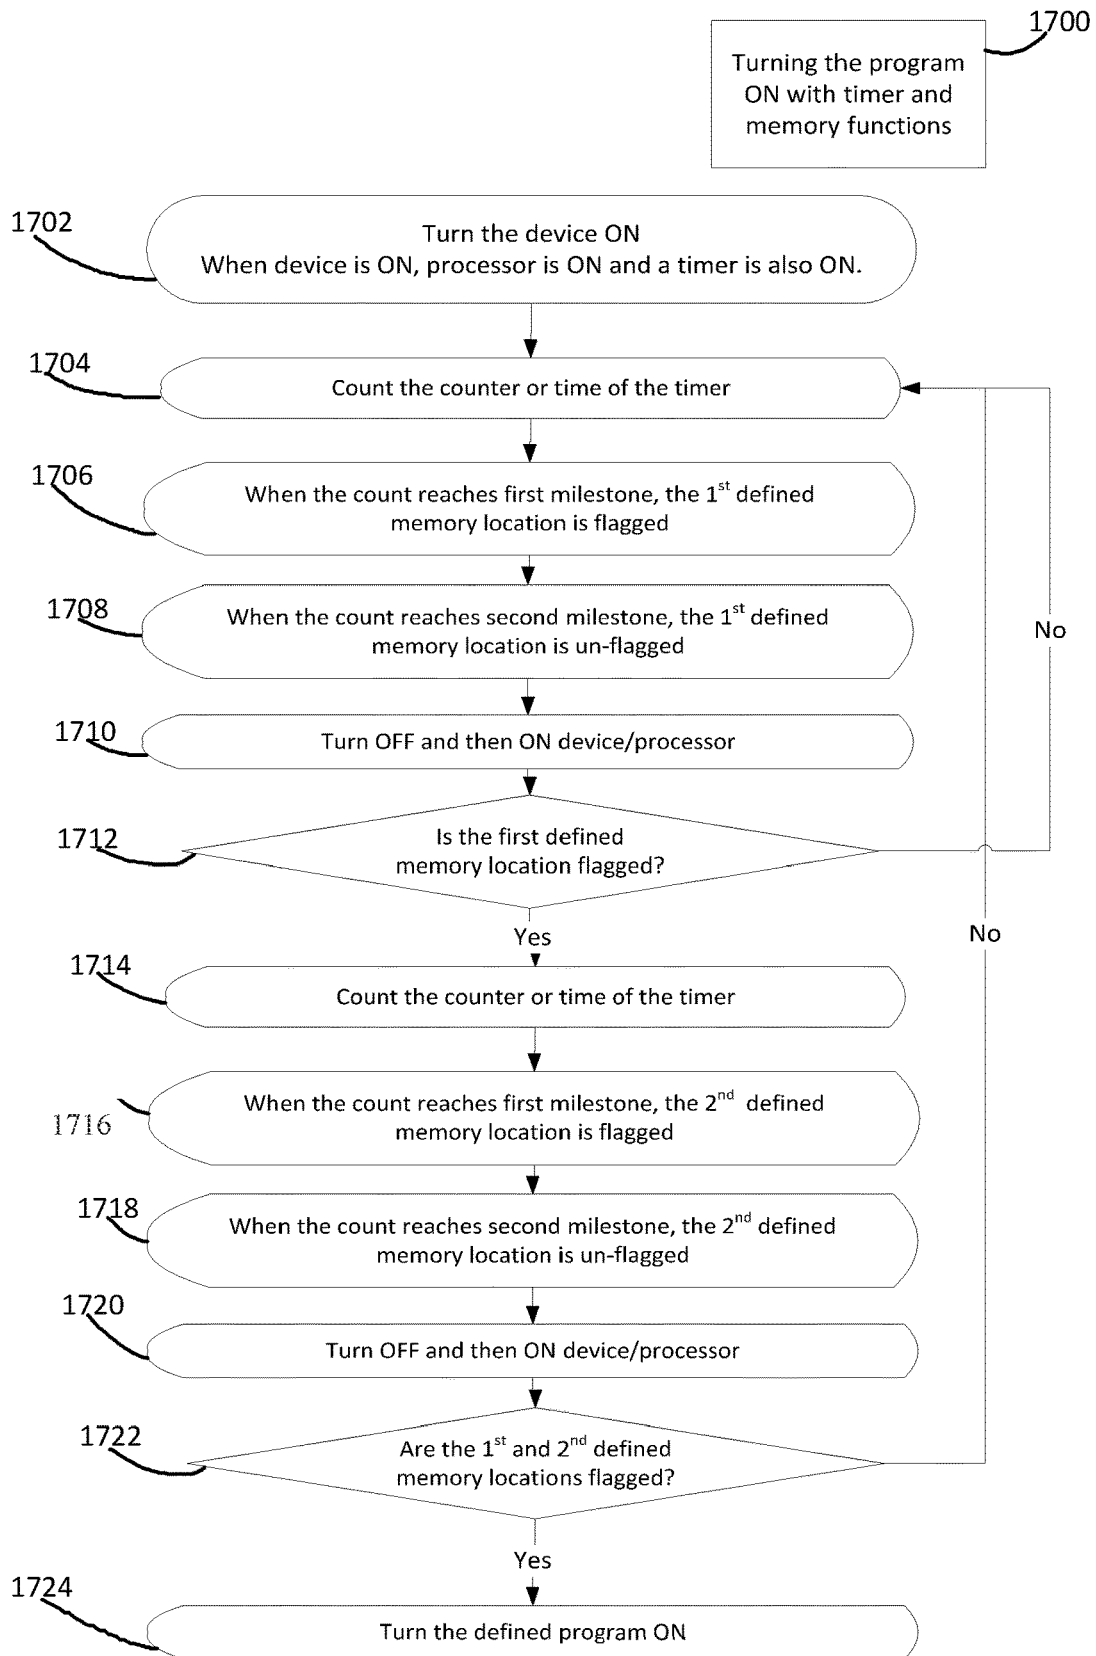 1700
Turning the program
ON with timer and
memory functions
1702
Turn the device ON
When device is ON, processor is ON and a timer is also ON.
1704
Count the counter or time of the timer
1706
When the count reaches first milestone, the 1st defined
memory location is flagged
1708
When the count reaches second milestone, the 1st defined
memory location is un-flagged
No
1710
Turn OFF and then ON device/processor
1712
Is the first defined
memory location flagged?
Yes
No
1714
Count the counter or time of the timer
1716
When the count reaches first milestone, the 2nd defined
memory location is flagged
1718
When the count reaches second milestone, the 2nd defined
memory location is un-flagged
1720
Turn OFF and then ON device/processor
1722
Are the 1st and 2nd defined
memory locations flagged?
Yes
1724
Turn the defined program ON